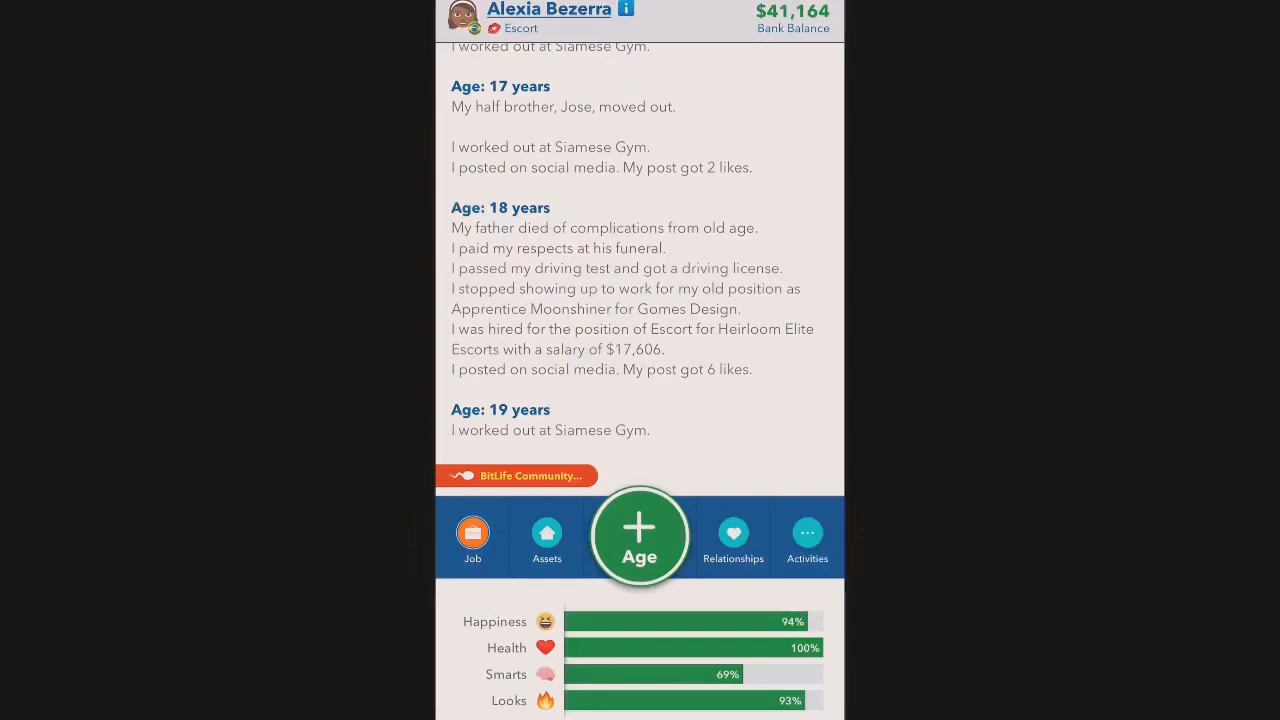 Alexia Bezerra i
$41,164
Escort
Bank Balance
I worked out at Siamese Gym.
Age: 17 years
My half brother, Jose, moved out.
I worked out at Siamese Gym.
I posted on social media. My post got 2 likes.
Age: 18 years
My father died of complications from old age.
I paid my respects at his funeral.
I passed my driving test and got a driving license.
I stopped showing up to work for my old position as
Apprentice Moonshiner for Gomes Design.
I was hired for the position of Escort for Heirloom Elite
Escorts with a salary of $17,606.
I posted on social media. My post got 6 likes.
Age: 19 years
I worked out at Siamese Gym.
BitLife Community...
Job
Assets
Age
Relationships
Activities
Happiness 94%
Health 100%
Smarts 69%
Looks 93%